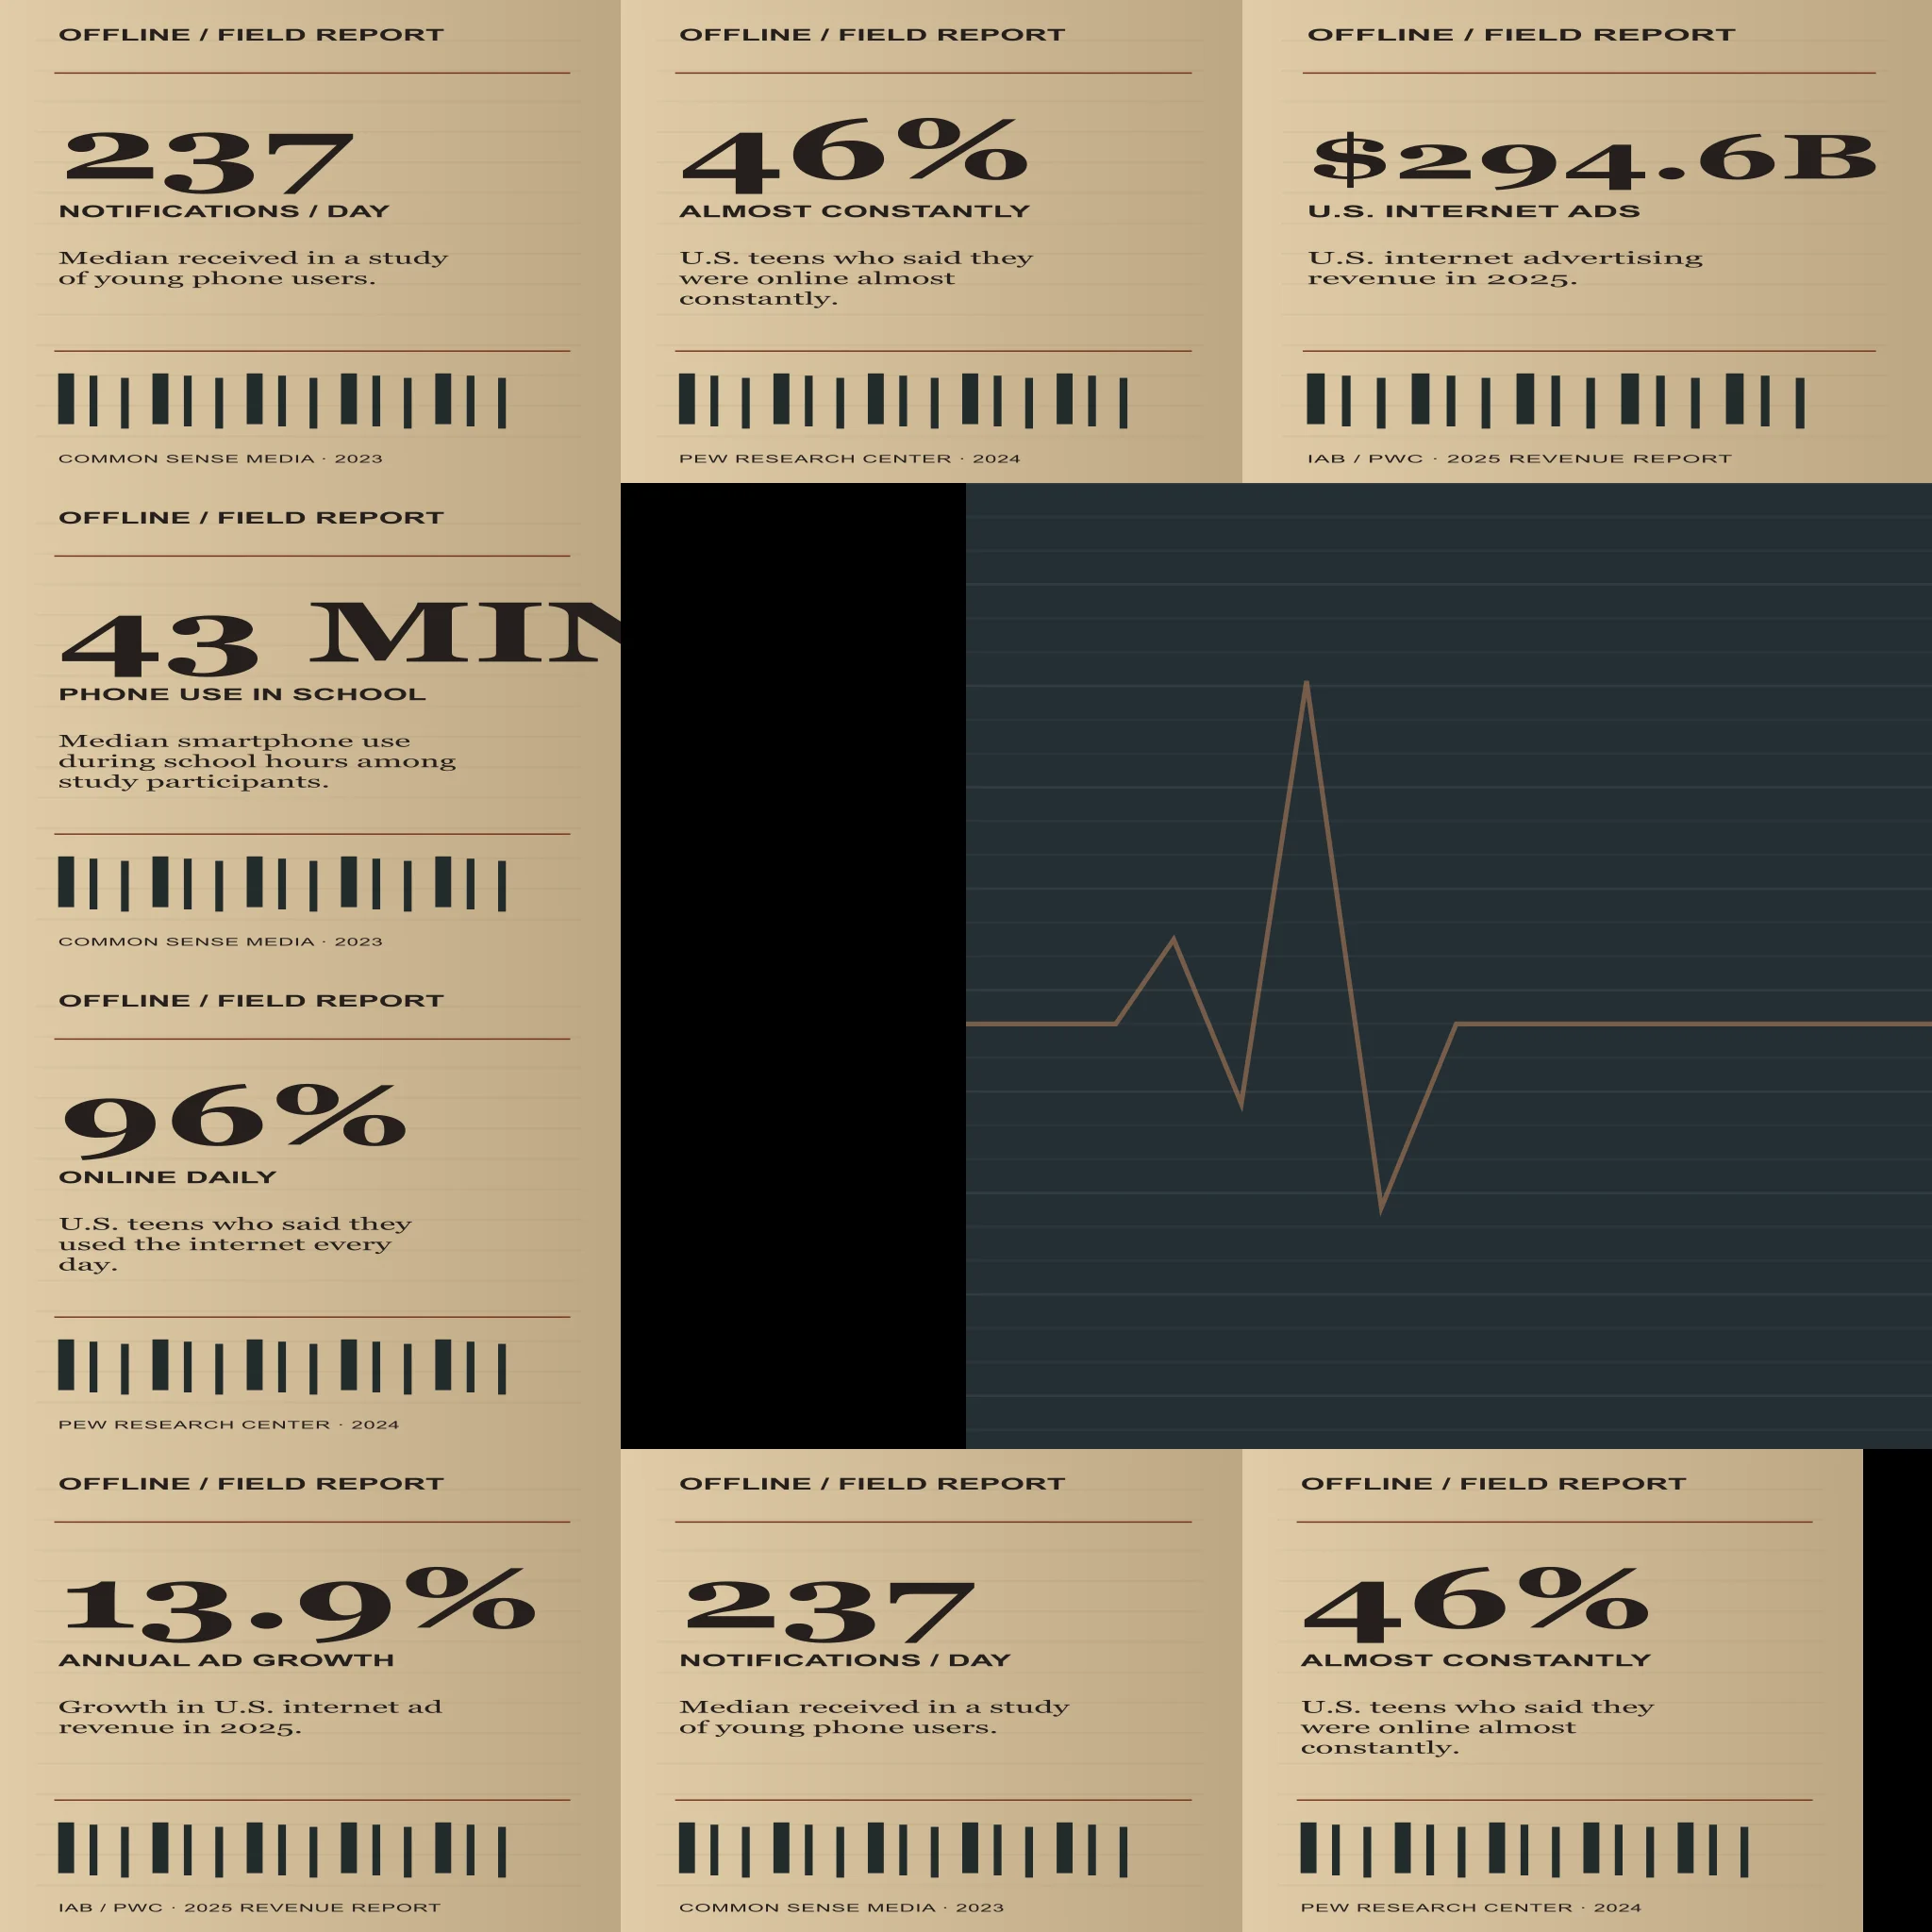 OFFLINE / FIELD REPORT
237
NOTIFICATIONS / DAY
Median received in a study
of young phone users.
COMMON SENSE MEDIA · 2023
OFFLINE / FIELD REPORT
46%
ALMOST CONSTANTLY
U.S. teens who said they
were online almost
constantly.
PEW RESEARCH CENTER · 2024
OFFLINE / FIELD REPORT
$294.6B
U.S. INTERNET ADS
U.S. internet advertising
revenue in 2025.
IAB / PWC · 2025 REVENUE REPORT
OFFLINE / FIELD REPORT
43 MIN
PHONE USE IN SCHOOL
Median smartphone use
during school hours among
study participants.
COMMON SENSE MEDIA · 2023
OFFLINE / FIELD REPORT
96%
ONLINE DAILY
U.S. teens who said they
used the internet every
day.
PEW RESEARCH CENTER · 2024
OFFLINE / FIELD REPORT
13.9%
ANNUAL AD GROWTH
Growth in U.S. internet ad
revenue in 2025.
IAB / PWC · 2025 REVENUE REPORT
OFFLINE / FIELD REPORT
237
NOTIFICATIONS / DAY
Median received in a study
of young phone users.
COMMON SENSE MEDIA · 2023
OFFLINE / FIELD REPORT
46%
ALMOST CONSTANTLY
U.S. teens who said they
were online almost
constantly.
PEW RESEARCH CENTER · 2024